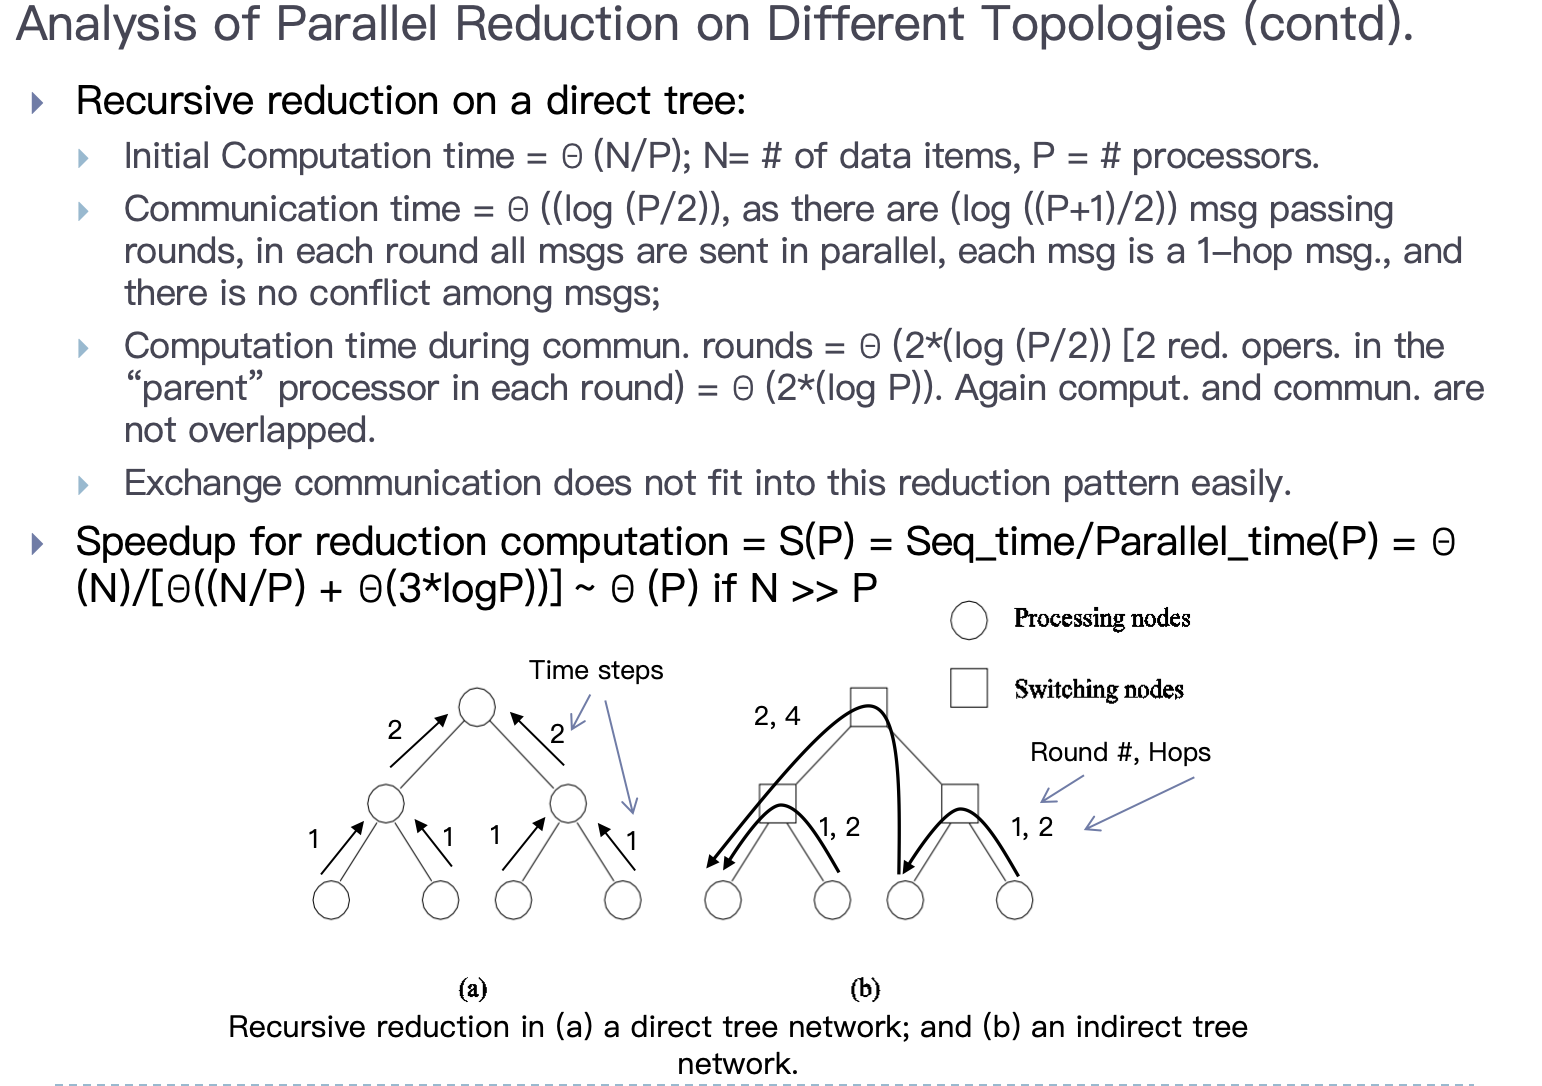 Analysis of Parallel Reduction on Different Topologies (contd).
Recursive reduction on a direct tree:
Initial Computation time = Θ (N/P); N= # of data items, P = # processors.
Communication time = Θ ((log (P/2)), as there are (log ((P+1)/2)) msg passing
rounds, in each round all msgs are sent in parallel, each msg is a 1–hop msg., and
there is no conflict among msgs;
Computation time during commun. rounds = Θ (2*(log (P/2)) [2 red. opers. in the
“parent” processor in each round) = Θ (2*(log P)). Again comput. and commun. are
not overlapped.
Exchange communication does not fit into this reduction pattern easily.
Speedup for reduction computation = S(P) = Seq_time/Parallel_time(P) = Θ
(N)/[Θ((N/P) + Θ(3*logP))] ~ Θ (P) if N >> P
Processing nodes
Time steps
Switching nodes
2
2
2, 4
Round #, Hops
1
1
1
1
1, 2
1, 2
(a)
(b)
Recursive reduction in (a) a direct tree network; and (b) an indirect tree
network.